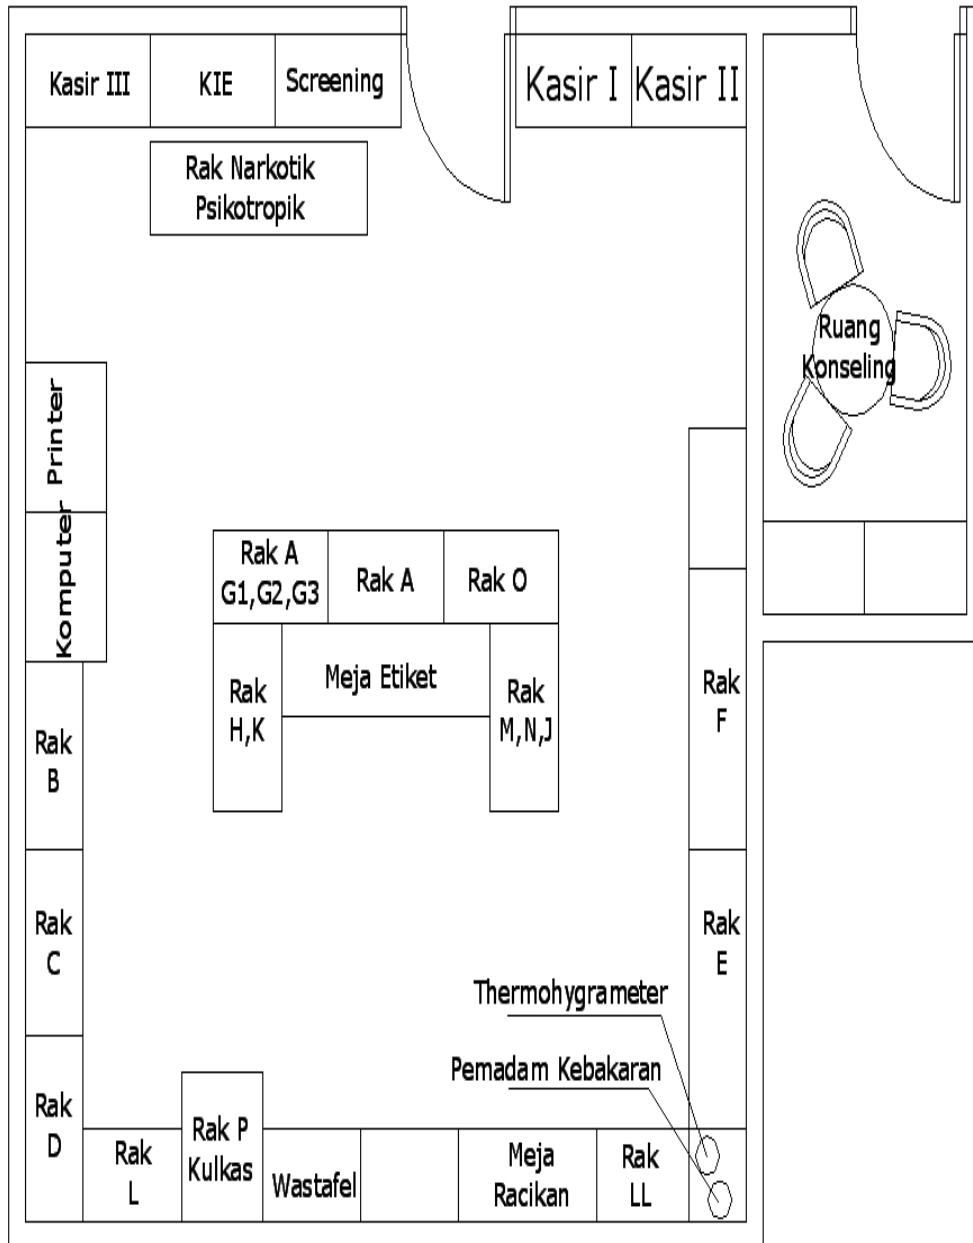 Kasir III
KIE
Screening
Kasir I
Kasir II
Rak Narkotik
Psikotropik
Ruang
Konseling
Printer
Komputer
Rak A
G1,G2,G3
Rak A
Rak O
Meja Etiket
Rak
H,K
Rak
M,N,J
Rak
F
Rak
B
Rak
C
Rak
E
Thermohygrameter
Pemadam Kebakaran
Rak
D
Rak
L
Rak P
Kulkas
Wastafel
Meja
Racikan
Rak
LL